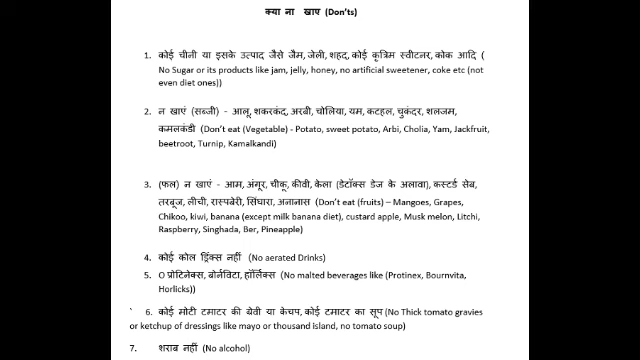 क्या ना खाए (Don'ts)
1. कोई चीनी या इसके उत्पाद जैसे जैम, जेली, शहद, कोई कृत्रिम स्वीटनर, कोक आदि (
No Sugar or its products like jam, jelly, honey, no artificial sweetener, coke etc (not
even diet ones))
2. न खाएं (सब्जी) - आलू, शकरकंद, अरबी, चोलिया, यम, कटहल, चुकंदर, शलजम,
कमलकंडी (Don't eat (Vegetable) - Potato, sweet potato, Arbi, Cholia, Yam, Jackfruit,
beetroot, Turnip, Kamalkandi)
3. (फल) न खाएं - आम, अंगूर, चीकू, कीवी, केला (डेटॉक्स डेज के अलावा), कस्टर्ड सेब,
तरबूज, लीची, रास्पबेरी, सिंघारा, अनानास (Don't eat (fruits) – Mangoes, Grapes,
Chikoo, kiwi, banana (except milk banana diet), custard apple, Musk melon, Litchi,
Raspberry, Singhada, Ber, Pineapple)
4. कोई कोल ड्रिंक्स नहीं (No aerated Drinks)
5. O प्रोटिनेक्स, बोर्नविटा, हॉर्लिक्स (No malted beverages like (Protinex, Bournvita,
Horlicks))
` 6. कोई मोटी टमाटर की ग्रेवी या केचप, कोई टमाटर का सूप (No Thick tomato gravies
or ketchup of dressings like mayo or thousand island, no tomato soup)
7. शराब नहीं (No alcohol)